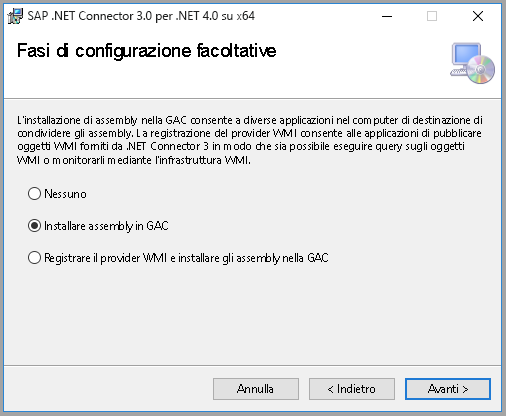 SAP .NET Connector 3.0 per .NET 4.0 su x64
Fasi di configurazione facoltative
L'installazione di assembly nella GAC consente a diverse applicazioni nel computer di destinazione di
condividere gli assembly. La registrazione del provider WMI consente alle applicazioni di pubblicare
oggetti WMI forniti da .NET Connector 3 in modo che sia possibile eseguire query sugli oggetti
WMI o monitorarli mediante l'infrastruttura WMI.
Nessuno
Installare assembly in GAC
Registrare il provider WMI e installare gli assembly nella GAC
Annulla
< Indietro
Avanti >